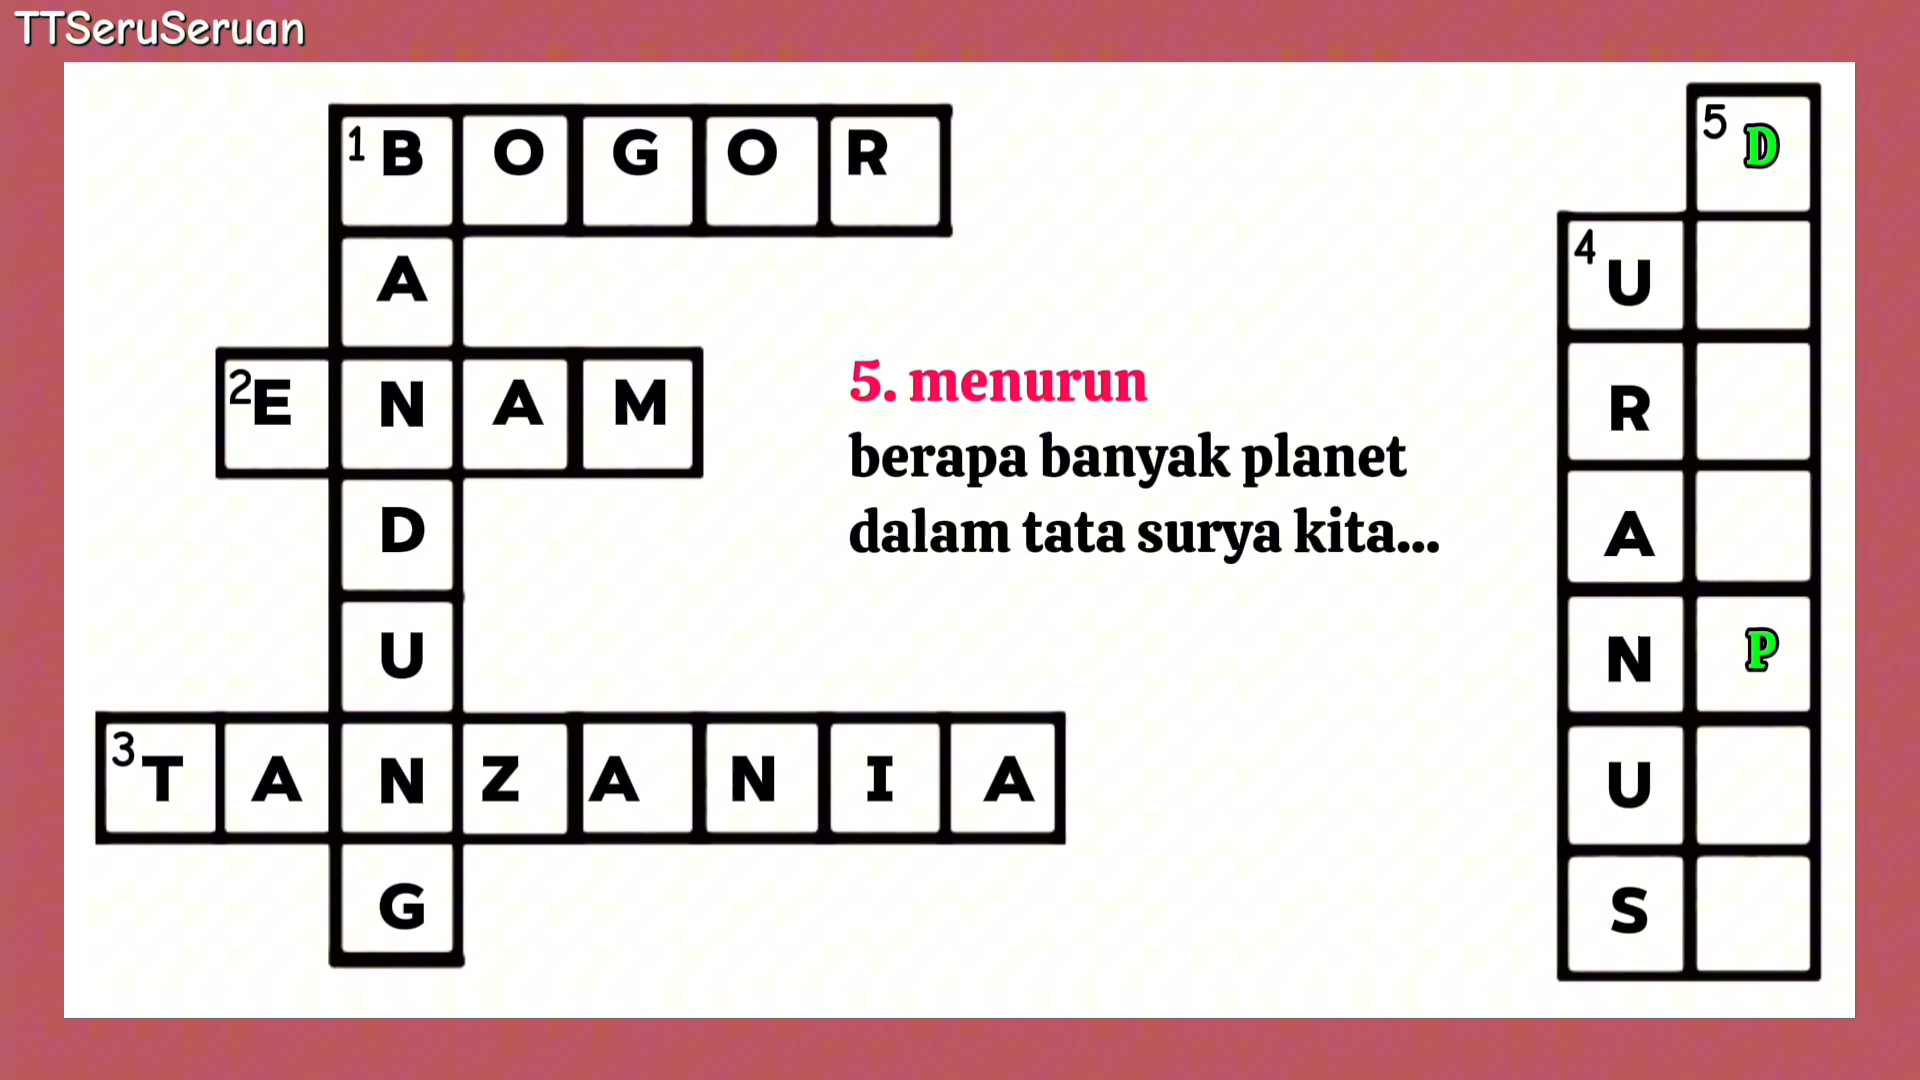 TTSeruSeruan
1 B O G O R
A
2 E N A M
D
U
3 T A N Z A N I A
G
5. menurun
berapa banyak planet
dalam tata surya kita...
5 D
4 U
R
A
N P
U
S